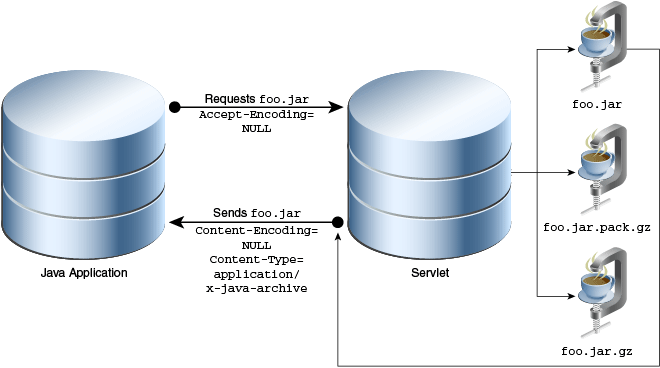 Requests foo.jar
Accept-Encoding=
NULL
Sends foo.jar
Content-Encoding=
NULL
Content-Type=
application/
x-java-archive
Java Application
Servlet
foo.jar
foo.jar.pack.gz
foo.jar.gz